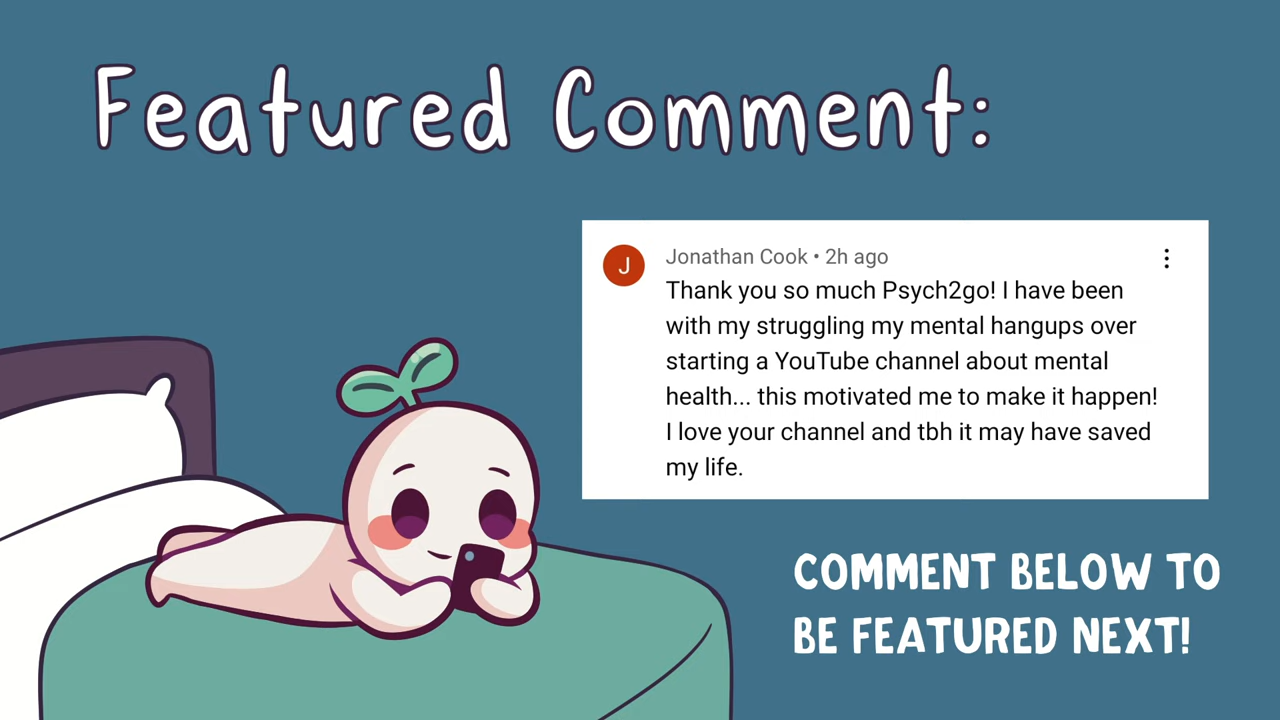 Featured Comment:
J
Jonathan Cook • 2h ago
Thank you so much Psych2go! I have been
with my struggling my mental hangups over
starting a YouTube channel about mental
health... this motivated me to make it happen!
I love your channel and tbh it may have saved
my life.
COMMENT BELOW TO
BE FEATURED NEXT!